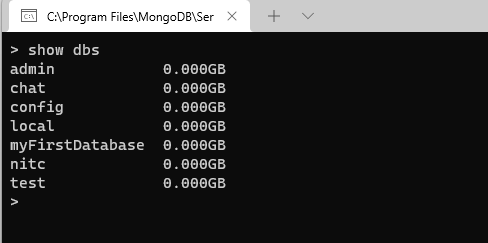 C:\Program Files\MongoDB\Ser
> show dbs
admin 0.000GB
chat 0.000GB
config 0.000GB
local 0.000GB
myFirstDatabase 0.000GB
nitc 0.000GB
test 0.000GB
>